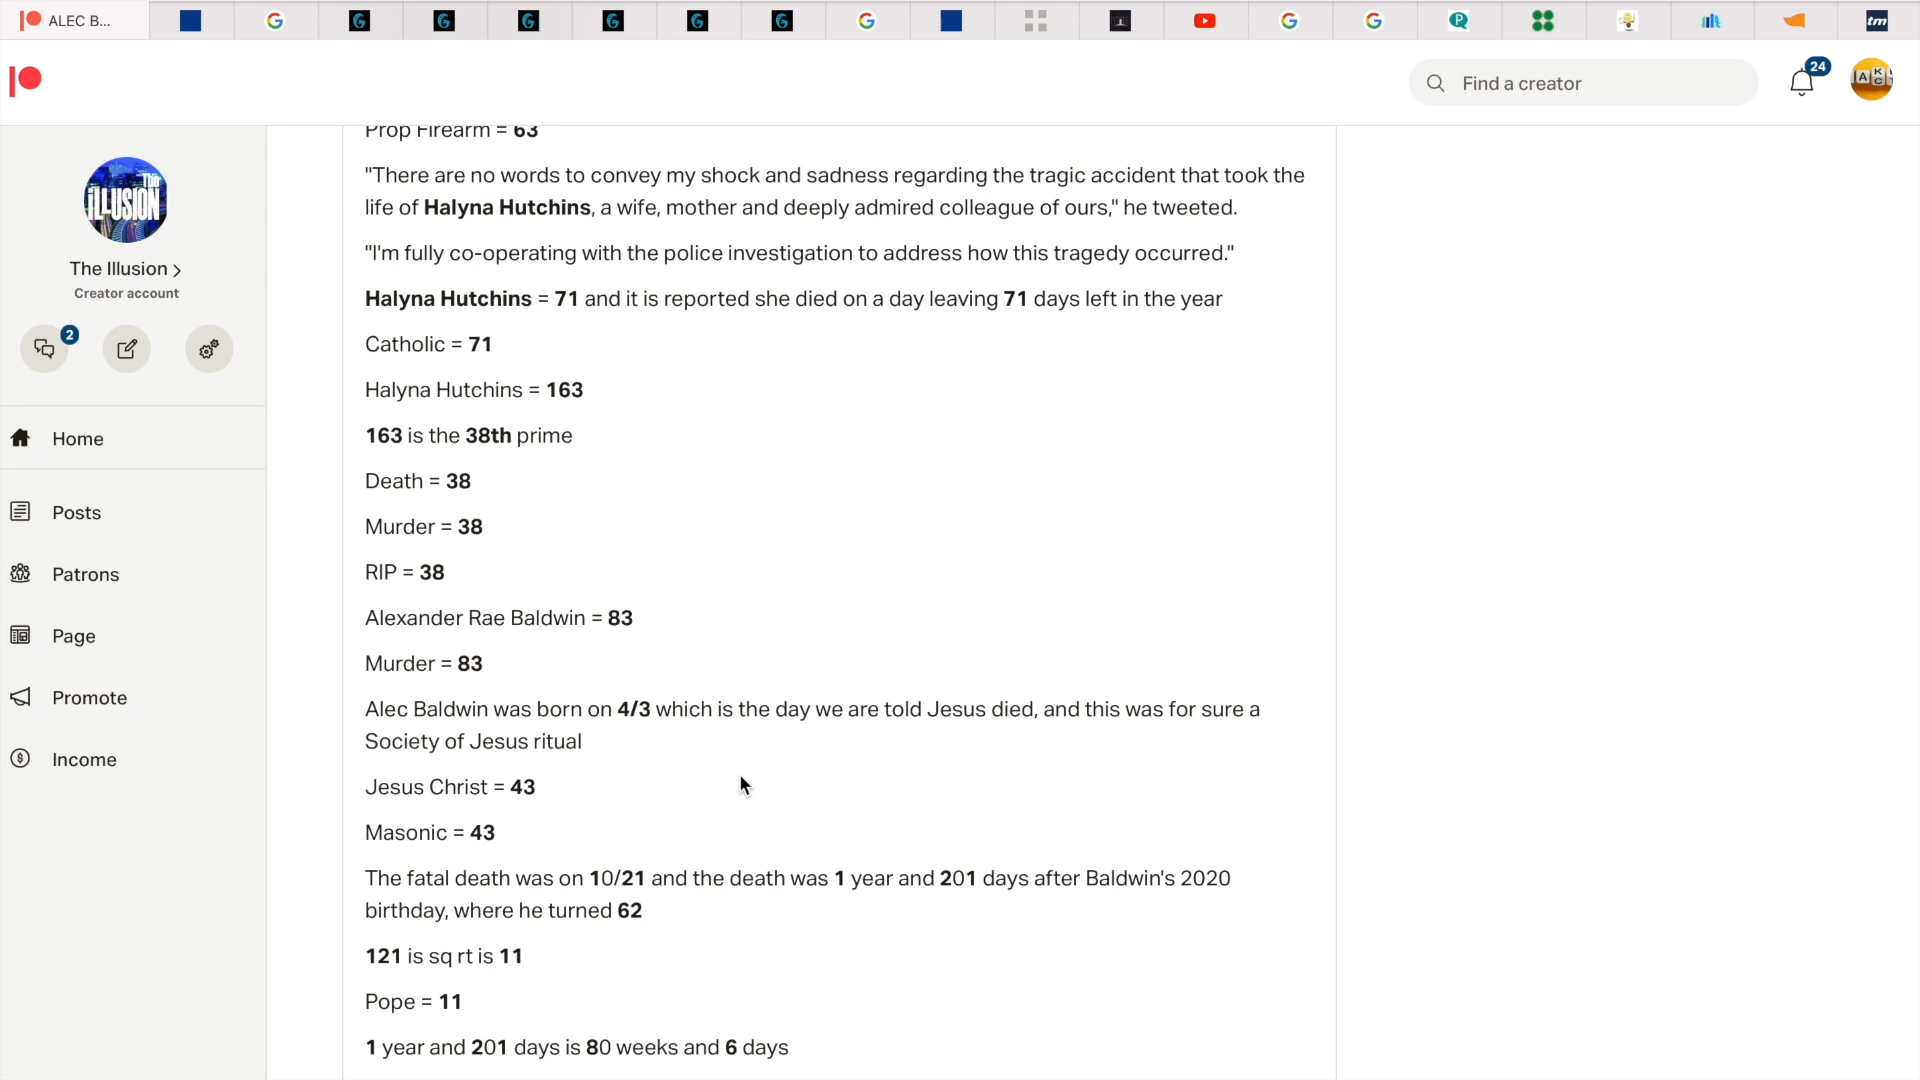 ALEC B...
tm
Find a creator
24
Prop Firearm = 63
"There are no words to convey my shock and sadness regarding the tragic accident that took the
life of Halyna Hutchins, a wife, mother and deeply admired colleague of ours," he tweeted.
"I'm fully co-operating with the police investigation to address how this tragedy occurred."
Halyna Hutchins = 71 and it is reported she died on a day leaving 71 days left in the year
Catholic = 71
Halyna Hutchins = 163
163 is the 38th prime
Death = 38
Murder = 38
RIP = 38
Alexander Rae Baldwin = 83
Murder = 83
Alec Baldwin was born on 4/3 which is the day we are told Jesus died, and this was for sure a
Society of Jesus ritual
Jesus Christ = 43
Masonic = 43
The fatal death was on 10/21 and the death was 1 year and 201 days after Baldwin's 2020
birthday, where he turned 62
121 is sq rt is 11
Pope = 11
1 year and 201 days is 80 weeks and 6 days
The ILLUSION
The Illusion >
Creator account
2
Home
Posts
Patrons
Page
Promote
Income